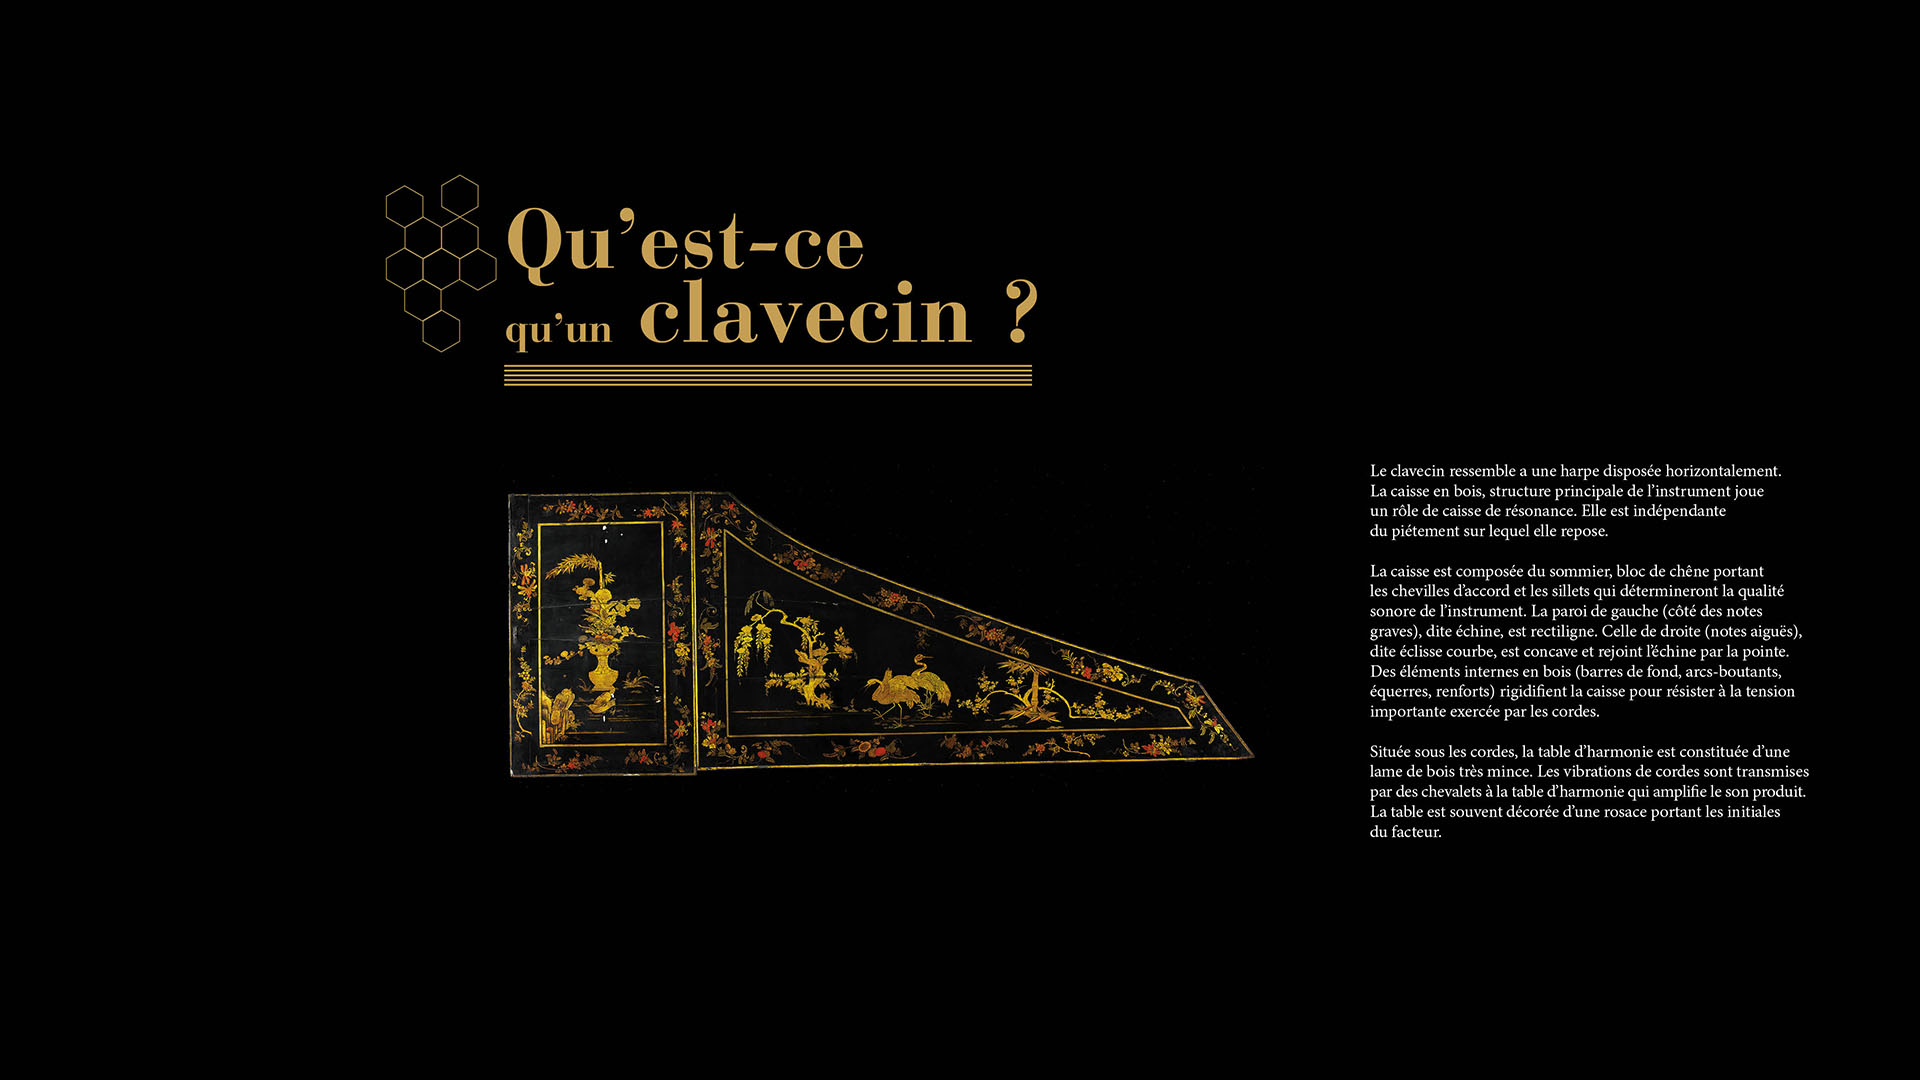 Qu’est-ce
qu’un clavecin ?
Le clavecin ressemble a une harpe disposée horizontalement.
La caisse en bois, structure principale de l’instrument joue
un rôle de caisse de résonance. Elle est indépendante
du piétement sur lequel elle repose.
La caisse est composée du sommier, bloc de chêne portant
les chevilles d’accord et les sillets qui détermineront la qualité
sonore de l’instrument. La paroi de gauche (côté des notes
graves), dite échine, est rectiligne. Celle de droite (notes aiguës),
dite éclisse courbe, est concave et rejoint l’échine par la pointe.
Des éléments internes en bois (barres de fond, arcs-boutants,
équerres, renforts) rigidifient la caisse pour résister à la tension
importante exercée par les cordes.
Située sous les cordes, la table d’harmonie est constituée d’une
lame de bois très mince. Les vibrations de cordes sont transmises
par des chevalets à la table d’harmonie qui amplifie le son produit.
La table est souvent décorée d’une rosace portant les initiales
du facteur.